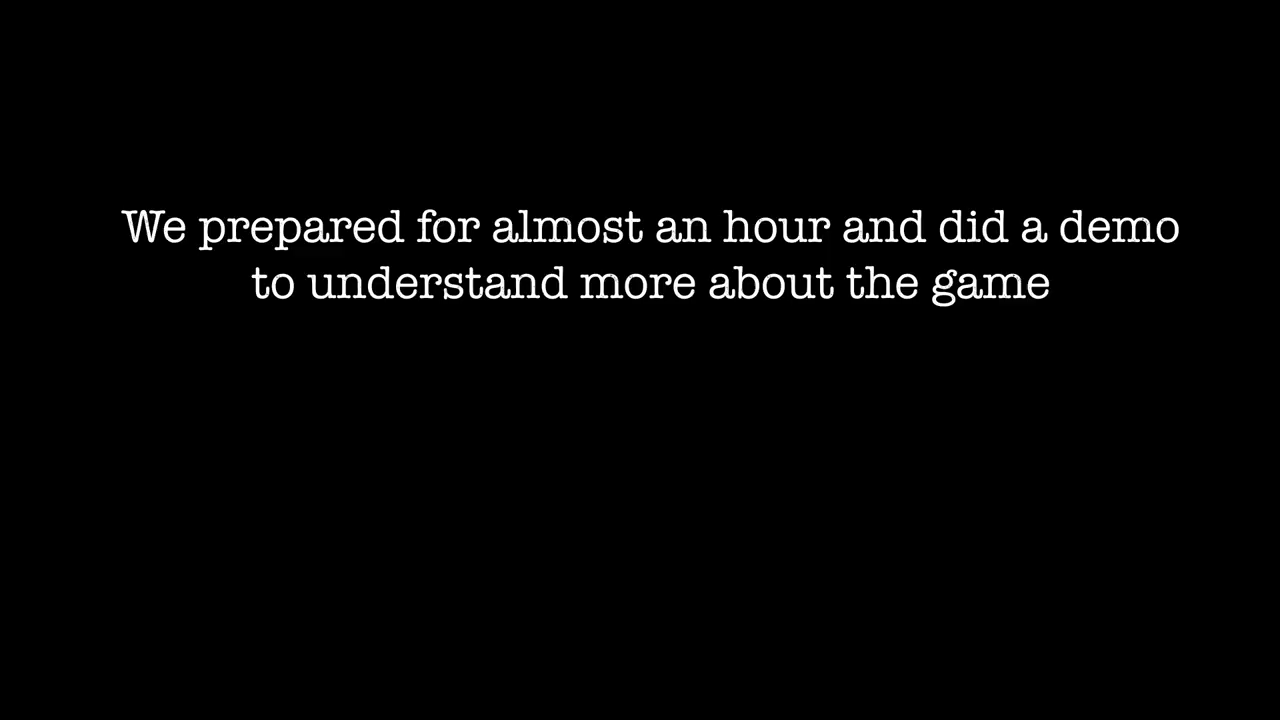 We prepared for almost an hour and did a demo
to understand more about the game